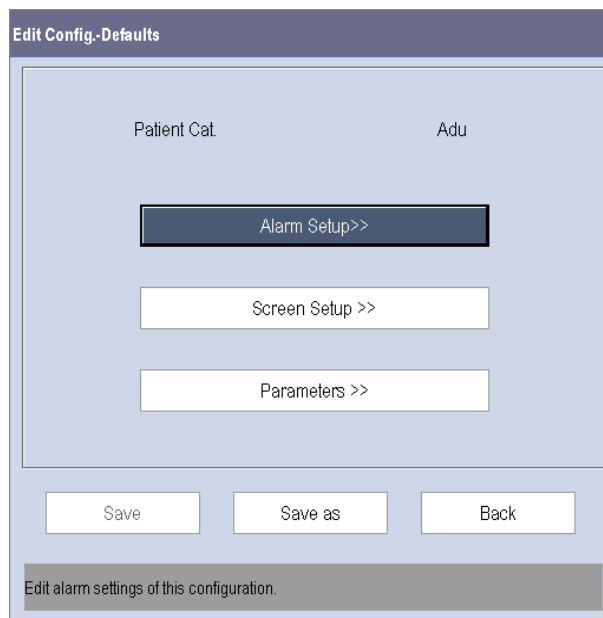 Edit Config.-Defaults
Patient Cat. Adu
Alarm Setup>>
Screen Setup >>
Parameters >>
Save Save as Back
Edit alarm settings of this configuration.